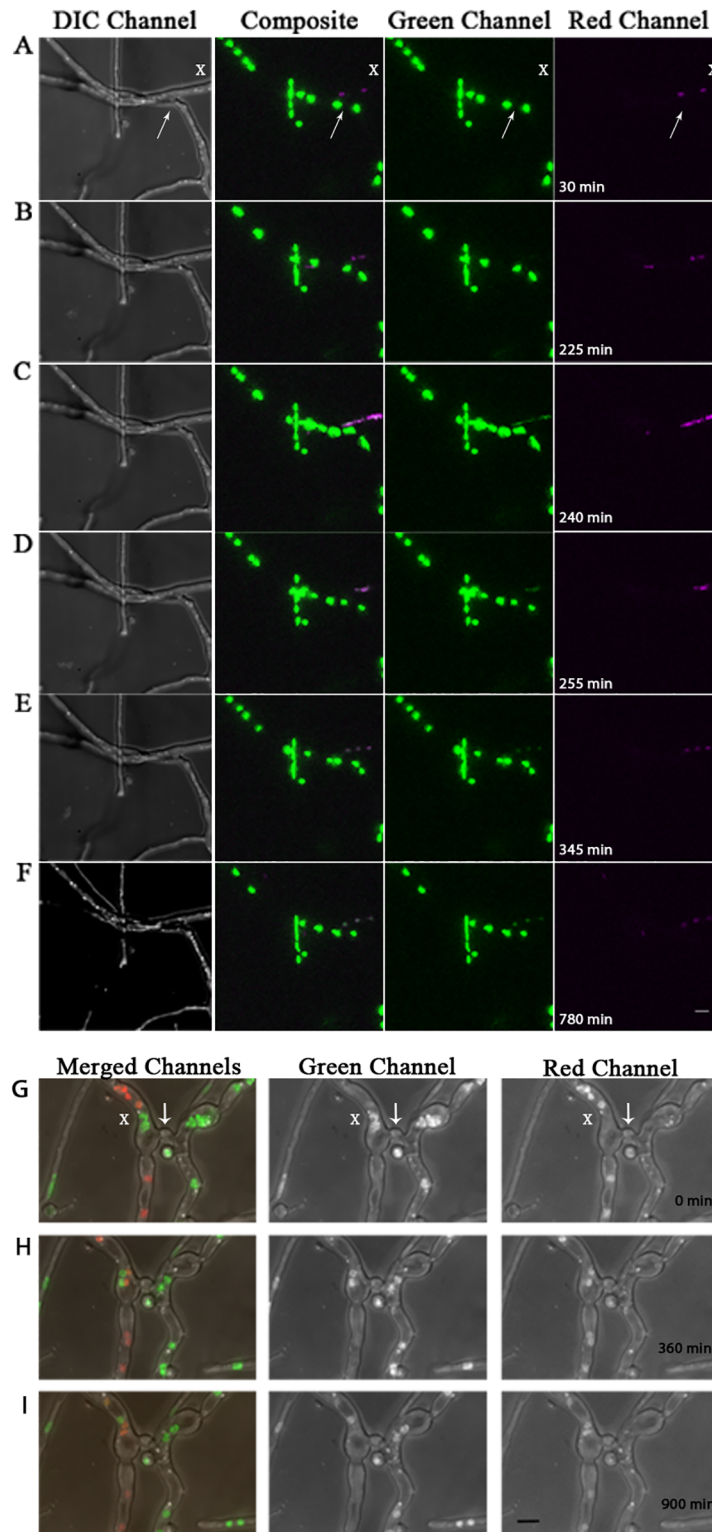 DIC Channel Composite Green Channel Red Channel
A x x x x
30 min
B
225 min
C
240 min
D
255 min
E
345 min
F
780 min
Merged Channels Green Channel Red Channel
G x x x
0 min
H
360 min
I
900 min